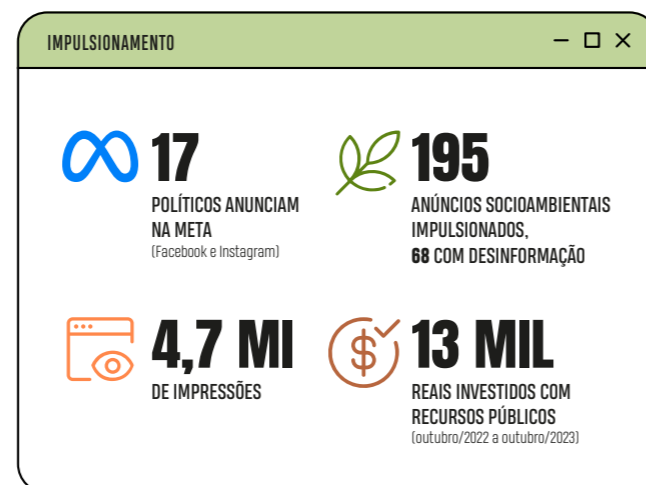 IMPULSIONAMENTO
17
POLÍTICOS ANUNCIAM
NA META
(Facebook e Instagram)
195
ANÚNCIOS SOCIOAMBIENTAIS
IMPULSIONADOS,
68 COM DESINFORMAÇÃO
4,7 MI
DE IMPRESSÕES
13 MIL
REAIS INVESTIDOS COM
RECURSOS PÚBLICOS
(outubro/2022 a outubro/2023)